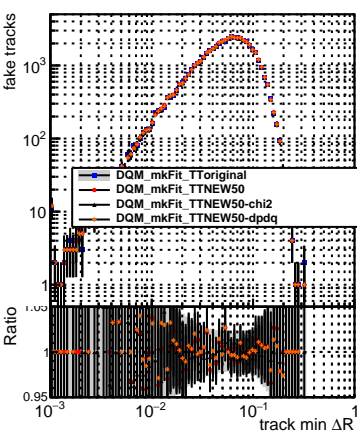 fake tracks
10³
10²
10
1
DQM_mkFit_TToriginal
DQM_mkFit_TTNEW50
DQM_mkFit_TTNEW50-chi2
DQM_mkFit_TTNEW50-dpdq
Ratio
1.05
1
0.95
10⁻³ 10⁻² 10⁻¹ 1
track min ΔR